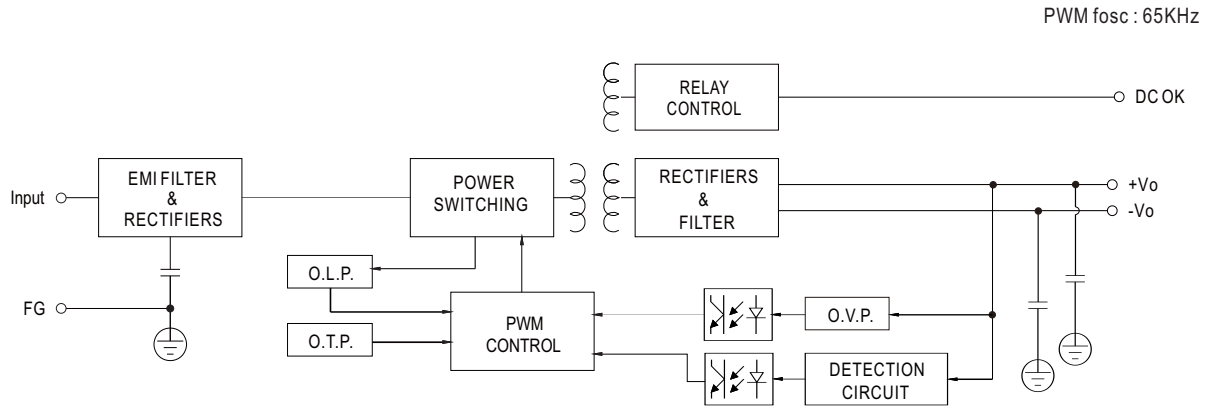 PWM fosc : 65KHz
RELAY
CONTROL
DC OK
EMI FILTER
&
RECTIFIERS
POWER
SWITCHING
RECTIFIERS
&
FILTER
Input
+Vo
-Vo
O.L.P.
FG
PWM
CONTROL
O.V.P.
O.T.P.
DETECTION
CIRCUIT